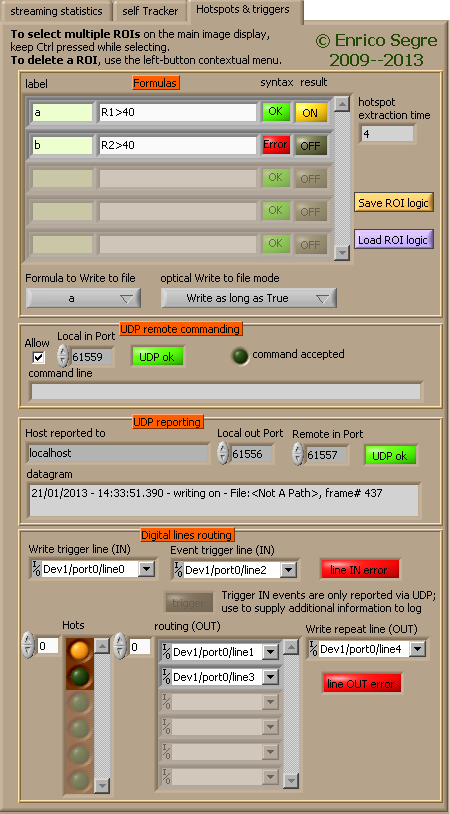 streaming statistics self Tracker Hotspots & triggers
To select multiple ROIs on the main image display,
keep Ctrl pressed while selecting.
To delete a ROI, use the left-button contextual menu.
© Enrico Segre
2009--2013
label Formulas syntax result
a R1>40 OK ON
b R2>40 Error OFF
OK OFF
OK OFF
OK OFF
hotspot
extraction time
4
Save ROI logic
Load ROI logic
Formula to Write to file optical Write to file mode
a Write as long as True
UDP remote commanding
Allow Local in Port
61559 UDP ok command accepted
command line
UDP reporting
Host reported to Local out Port Remote in Port
localhost 61556 61557 UDP ok
datagram
21/01/2013 - 14:33:51.390 - writing on - File:<Not A Path>, frame# 437
Digital lines routing
Write trigger line (IN) Event trigger line (IN)
I/O Dev1/port0/line0 I/O Dev1/port0/line2 line IN error
trigger Trigger IN events are only reported via UDP;
use to supply additional information to log
Hots routing (OUT) Write repeat line (OUT)
0 0 I/O Dev1/port0/line1 I/O Dev1/port0/line4
I/O Dev1/port0/line3 line OUT error
I/O
I/O
I/O
I/O